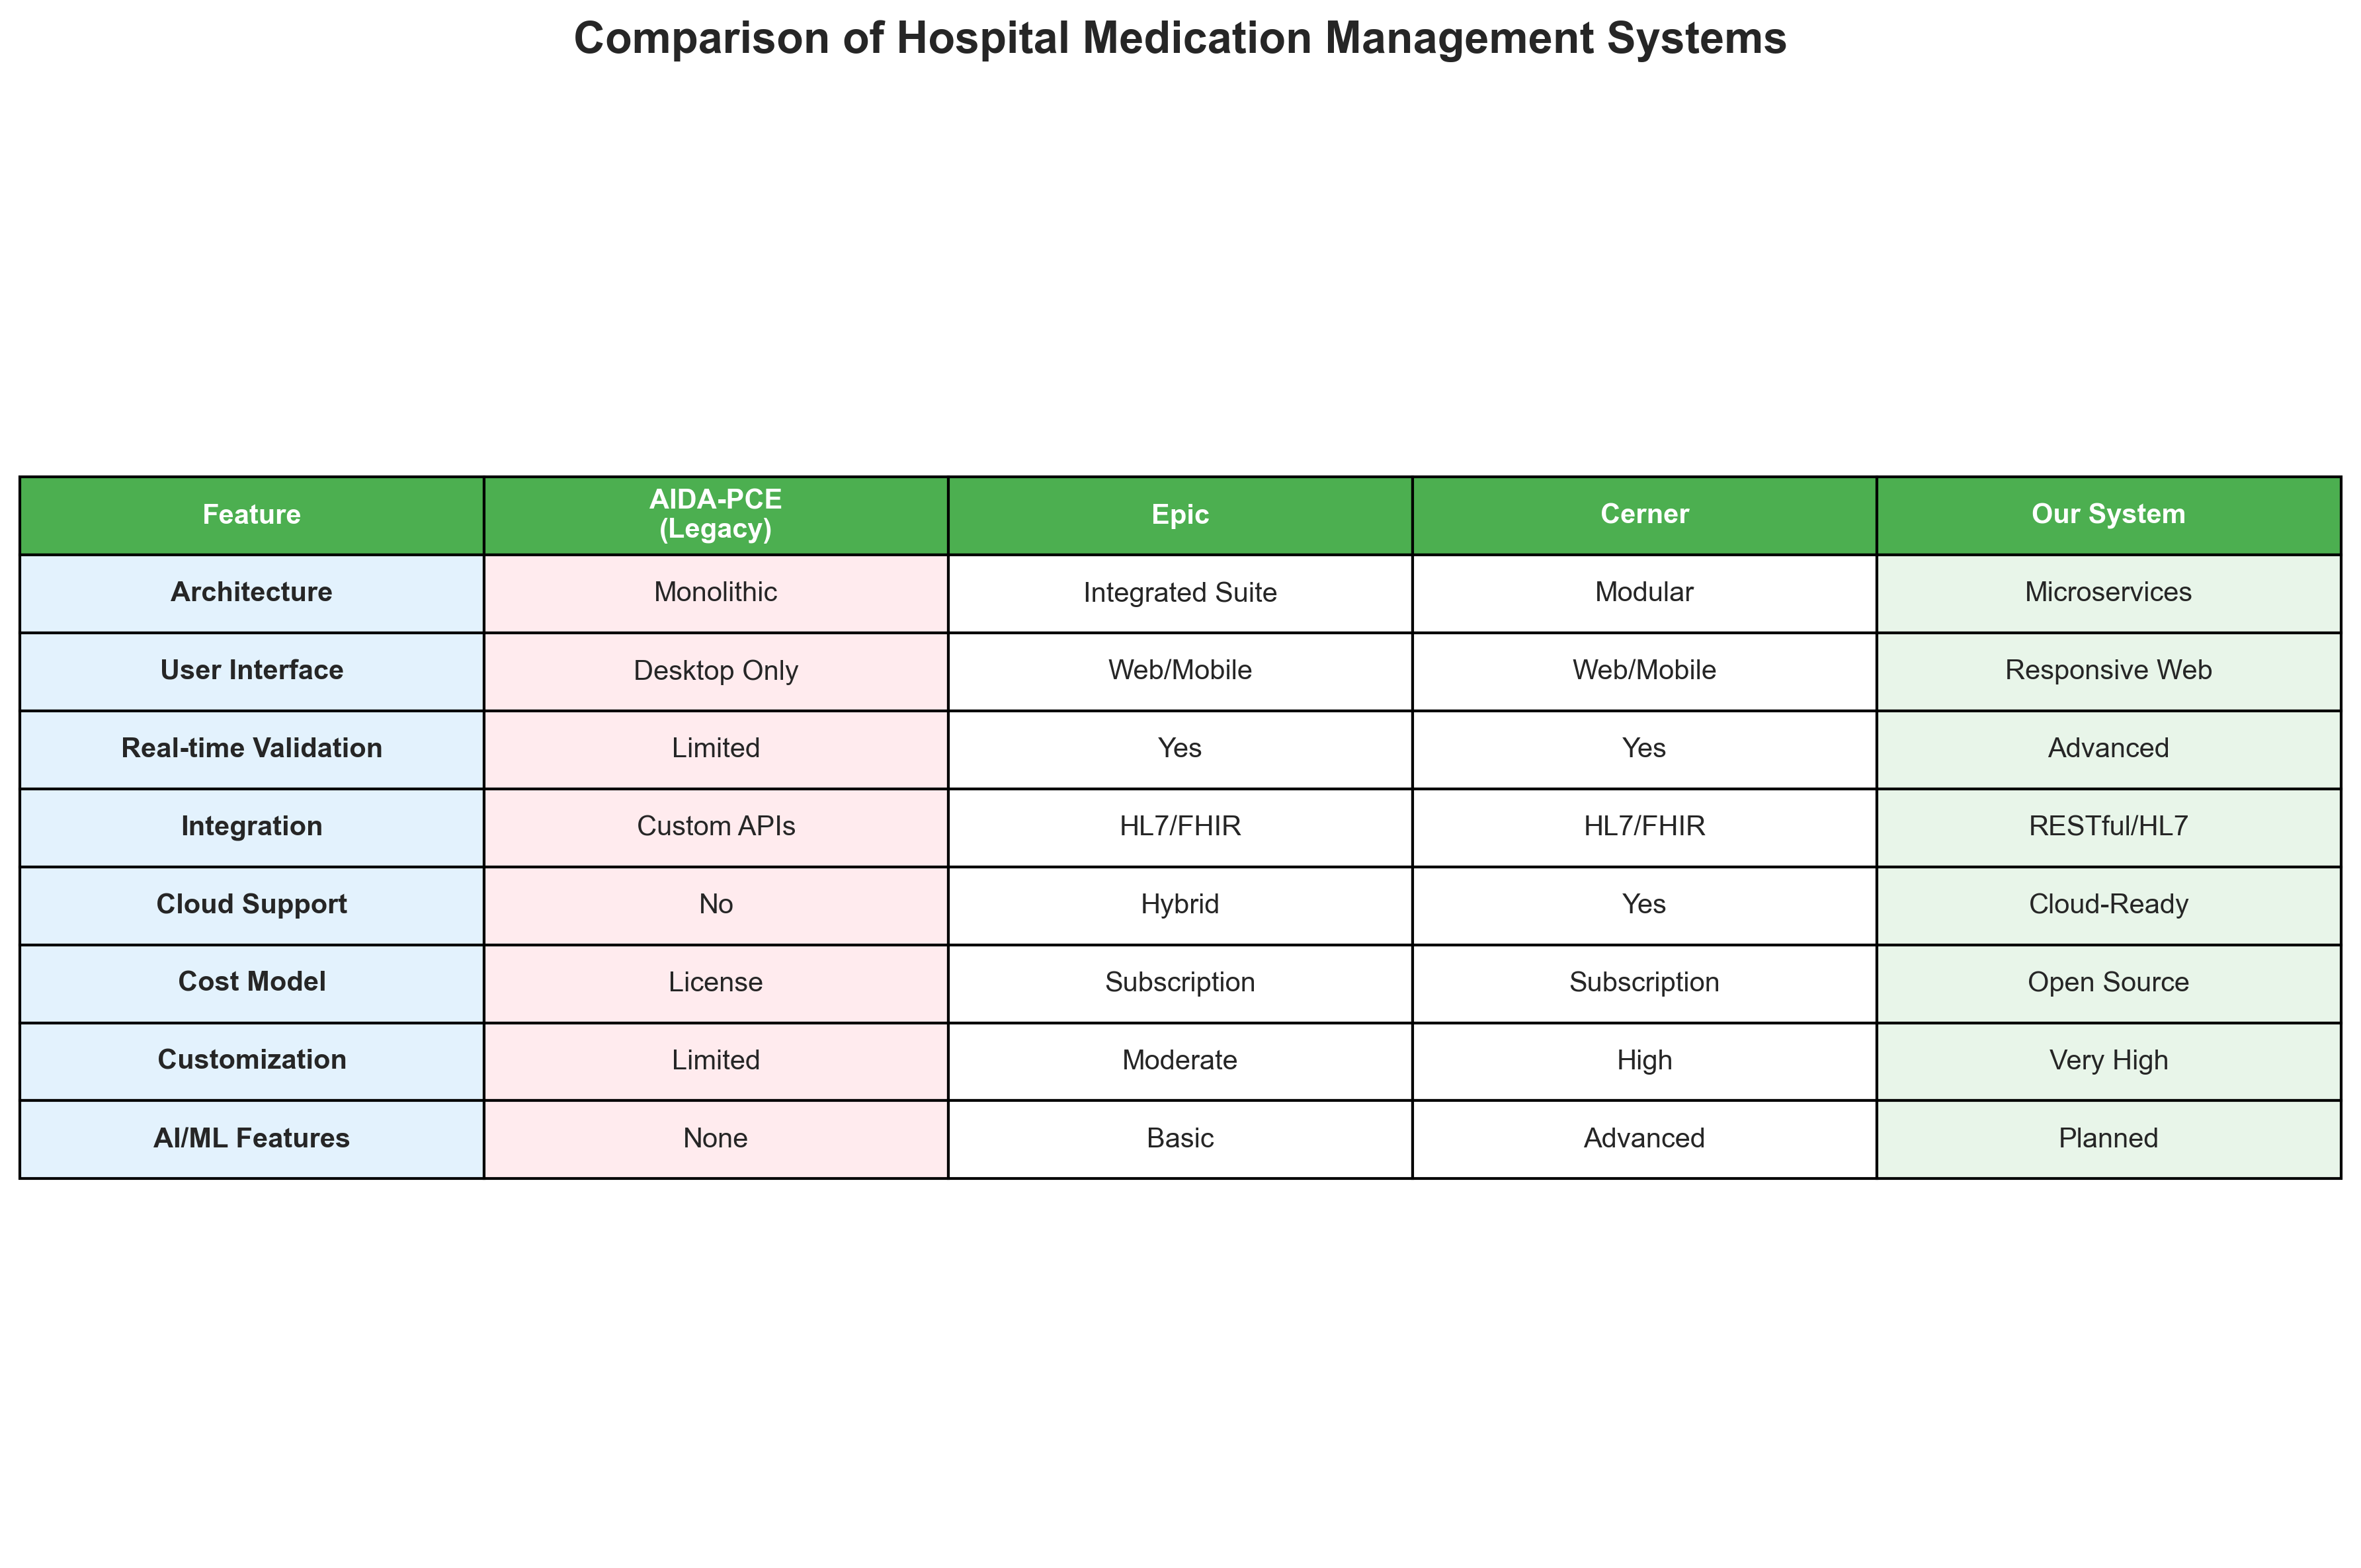 Comparison of Hospital Medication Management Systems
Feature AIDA-PCE (Legacy) Epic Cerner Our System
Architecture Monolithic Integrated Suite Modular Microservices
User Interface Desktop Only Web/Mobile Web/Mobile Responsive Web
Real-time Validation Limited Yes Yes Advanced
Integration Custom APIs HL7/FHIR HL7/FHIR RESTful/HL7
Cloud Support No Hybrid Yes Cloud-Ready
Cost Model License Subscription Subscription Open Source
Customization Limited Moderate High Very High
AI/ML Features None Basic Advanced Planned